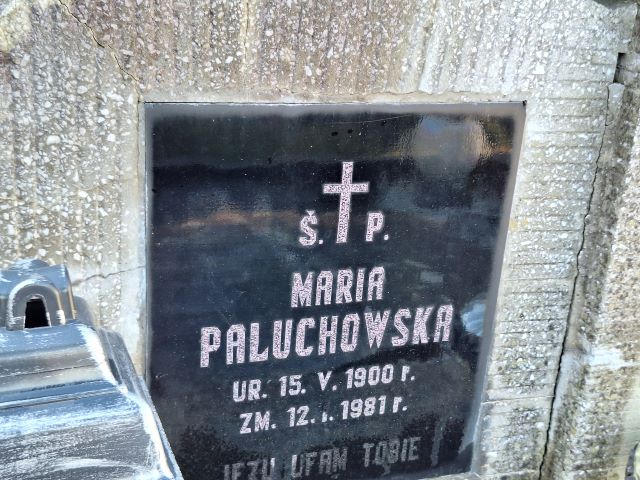 Š. P.
MARIA
PALUCHOWSKA
UR. 15. V. 1900 r.
ZM. 12. I. 1981 r.
JEZU UFAM TOBIE